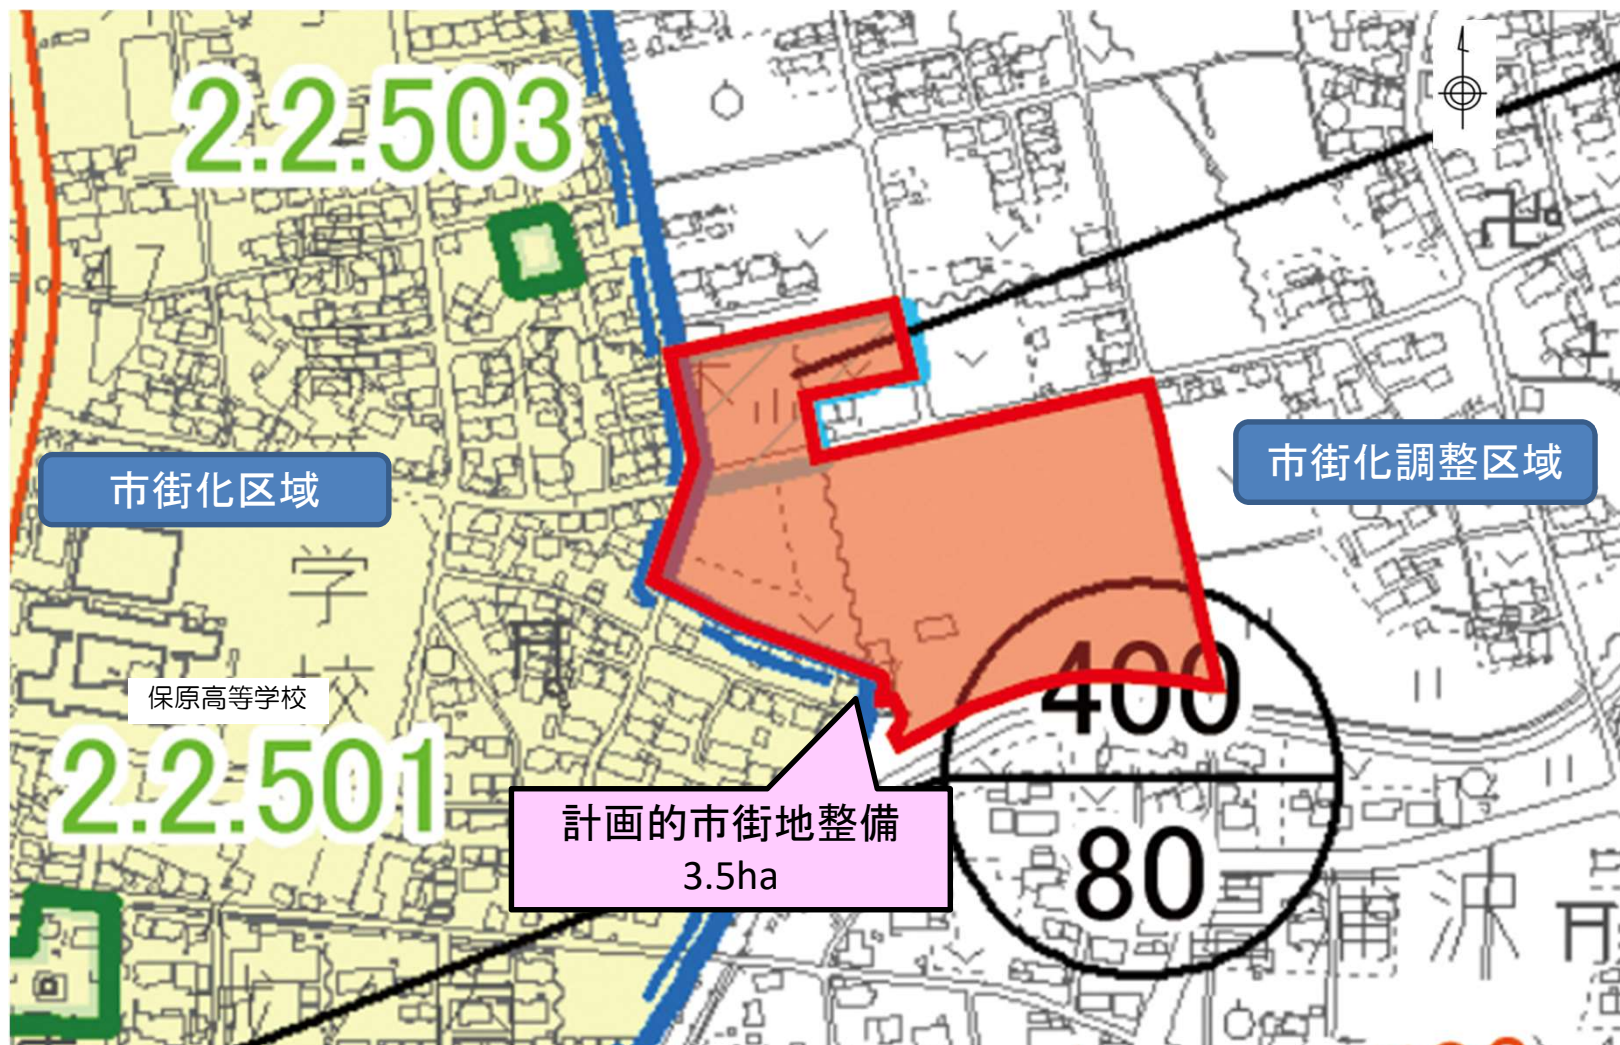 2.2.503
市街化区域
市街化調整区域
学
校
保原高等学校
400
80
2.2.501
計画的市街地整備
3.5ha